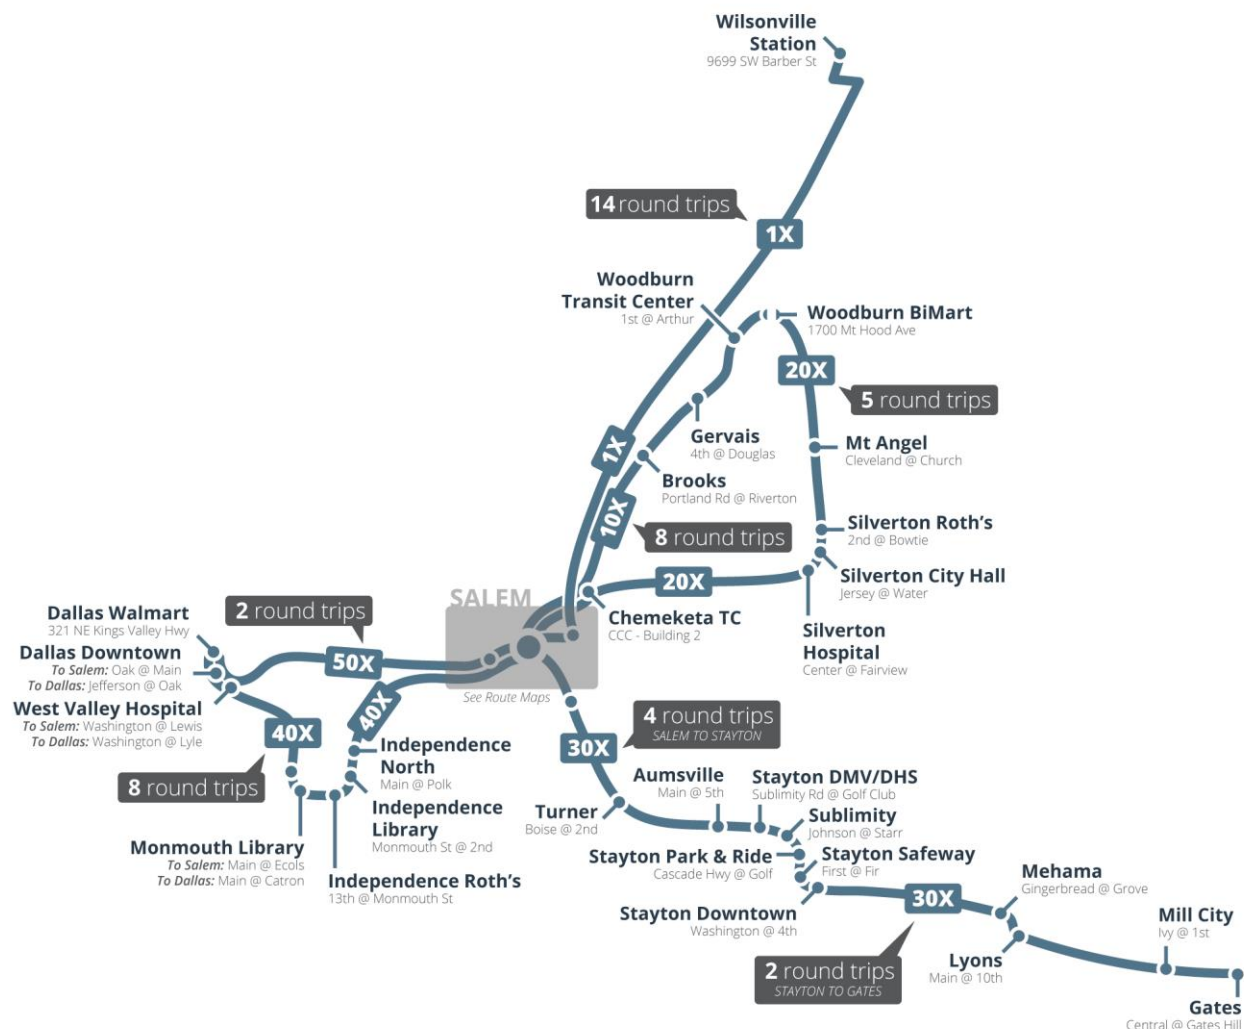 Wilsonville
Station
9699 SW Barber St
14 round trips
1X
Woodburn
Transit Center
1st @ Arthur
Woodburn BiMart
1700 Mt Hood Ave
20X
5 round trips
Gervais
4th @ Douglas
Mt Angel
Cleveland @ Church
1X
Brooks
Portland Rd @ Riverton
10X
8 round trips
Silverton Roth's
2nd @ Bowtie
Silverton City Hall
Jersey @ Water
20X
SALEM
Chemeketa TC
CCC - Building 2
Silverton
Hospital
Center @ Fairview
See Route Maps
2 round trips
Dallas Walmart
321 NE Kings Valley Hwy
Dallas Downtown
To Salem: Oak @ Main
To Dallas: Jefferson @ Oak
50X
West Valley Hospital
To Salem: Washington @ Lewis
To Dallas: Washington @ Lyle
40X
40X
8 round trips
Independence
North
Main @ Polk
Independence
Library
Monmouth St @ 2nd
Monmouth Library
To Salem: Main @ Ecols
To Dallas: Main @ Catron
Independence Roth's
13th @ Monmouth St
4 round trips
SALEM TO STAYTON
30X
Turner
Boise @ 2nd
Aumsville
Main @ 5th
Stayton DMV/DHS
Sublimity Rd @ Golf Club
Sublimity
Johnson @ Starr
Stayton Park & Ride
Cascade Hwy @ Golf
Stayton Safeway
First @ Fir
Stayton Downtown
Washington @ 4th
30X
2 round trips
STAYTON TO GATES
Mehama
Gingerbread @ Grove
Lyons
Main @ 10th
Mill City
Ivy @ 1st
Gates
Central @ Gates Hill